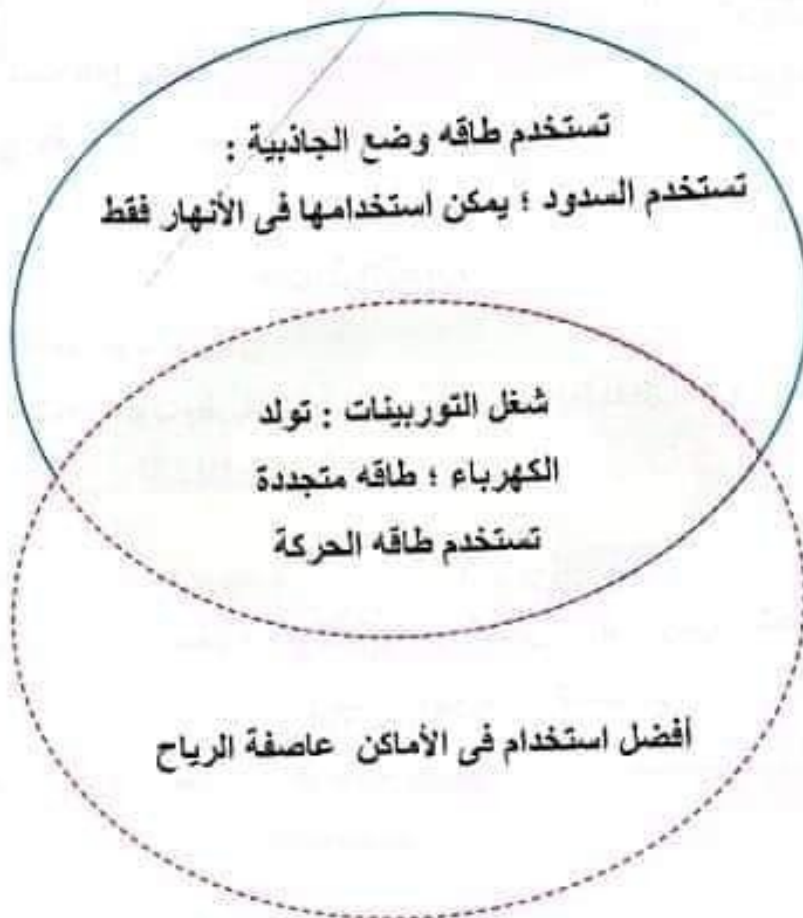 تستخدم طاقه وضع الجاذبية :
تستخدم السدود ؛ يمكن استخدامها فى الأنهار فقط
شغل التوربينات : تولد
الكهرباء ؛ طاقه متجددة
تستخدم طاقه الحركة
أفضل استخدام فى الأماكن عاصفة الرياح